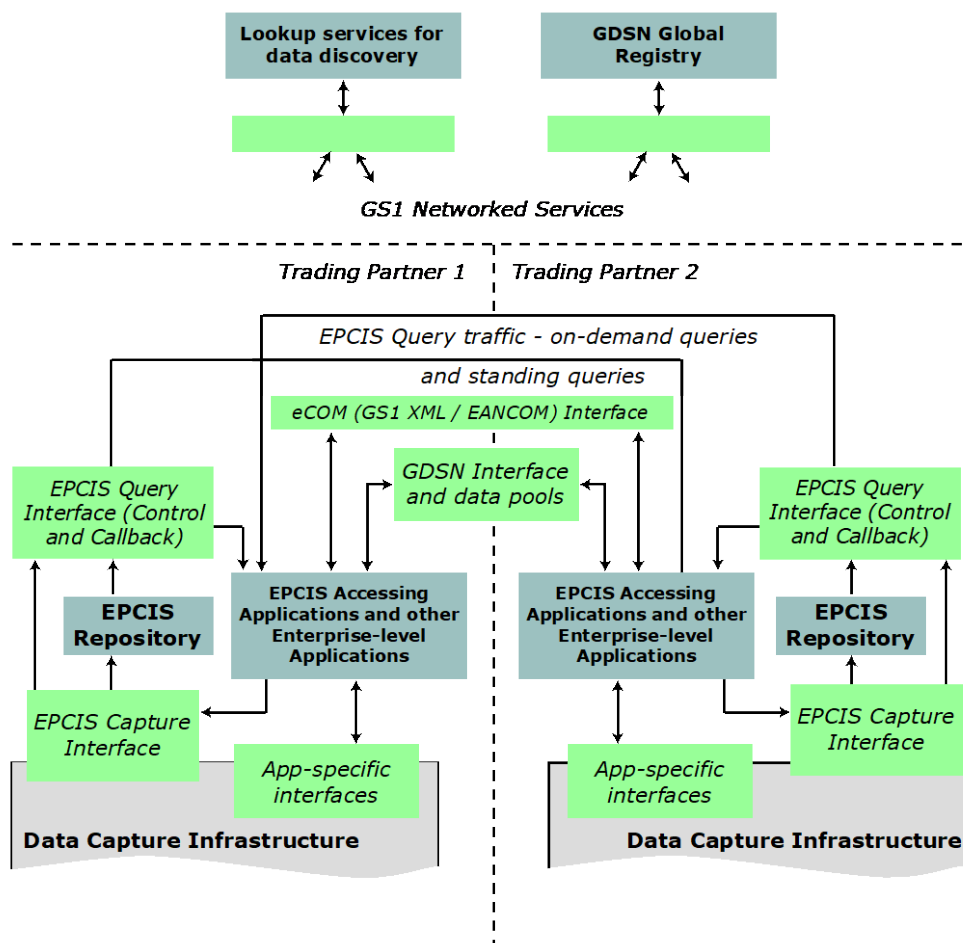 Lookup services for
data discovery
GDSN Global
Registry
GS1 Networked Services
Trading Partner 1
Trading Partner 2
EPCIS Query traffic - on-demand queries
and standing queries
eCOM (GS1 XML / EANCOM) Interface
GDSN Interface
and data pools
EPCIS Query
Interface (Control
and Callback)
EPCIS Query
Interface (Control
and Callback)
EPCIS
Repository
EPCIS Accessing
Applications and other
Enterprise-level
Applications
EPCIS Accessing
Applications and other
Enterprise-level
Applications
EPCIS
Repository
EPCIS Capture
Interface
App-specific
interfaces
App-specific
interfaces
EPCIS Capture
Interface
Data Capture Infrastructure
Data Capture Infrastructure